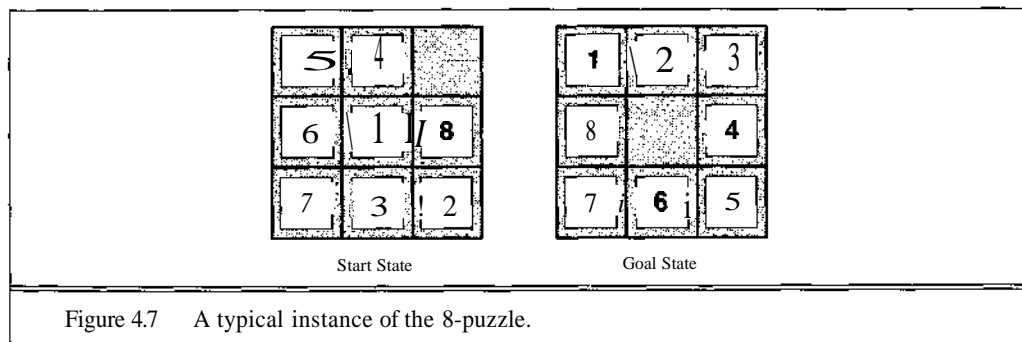 5 4
6 1 8
7 3 2
Start State
1 2 3
8 4
7 6 5
Goal State
Figure 4.7 A typical instance of the 8-puzzle.